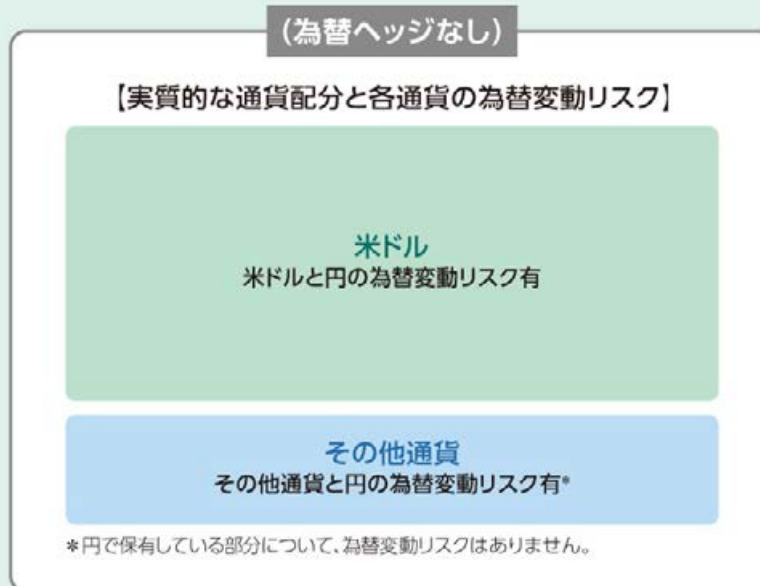 (為替ヘッジなし)
【実質的な通貨配分と各通貨の為替変動リスク】
米ドル
米ドルと円の為替変動リスク有
その他通貨
その他通貨と円の為替変動リスク有*
*円で保有している部分について、為替変動リスクはありません。